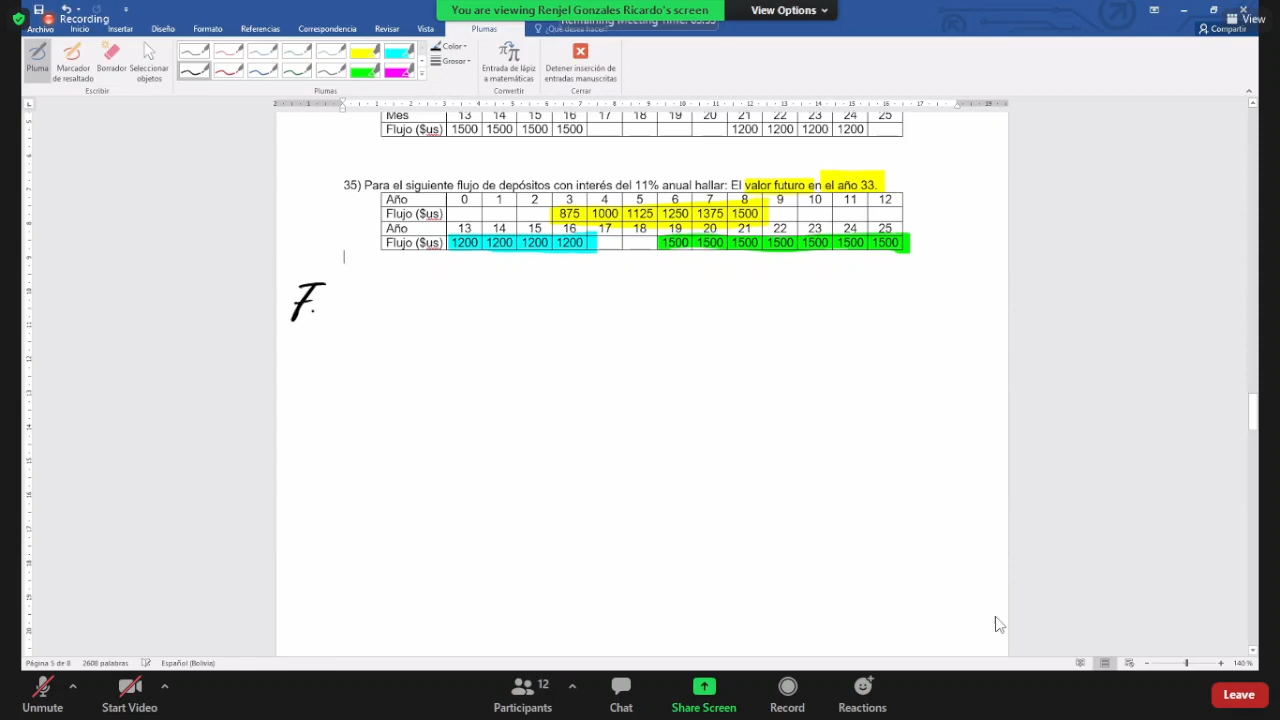 You are viewing Renjel Gonzales Ricardo's screen
View Options
Recording
View
Archivo Inicio Insertar Diseño Formato Referencias Correspondencia Revisar Vista Plumas ¿Qué desea hacer?
Compartir
Color
Grosor
Pluma
Marcador de resaltado
Borrador
Seleccionar objetos
Entrada de lápiz a matemáticas
Detener inserción de entradas manuscritas
Escribir Plumas Convertir Cerrar
Mes 13 14 15 16 17 18 19 20 21 22 23 24 25
Flujo ($us) 1500 1500 1500 1500 1200 1200 1200 1200
35) Para el siguiente flujo de depósitos con interés del 11% anual hallar: El valor futuro en el año 33.
Año 0 1 2 3 4 5 6 7 8 9 10 11 12
Flujo ($us) 875 1000 1125 1250 1375 1500
Año 13 14 15 16 17 18 19 20 21 22 23 24 25
Flujo ($us) 1200 1200 1200 1200 1500 1500 1500 1500 1500 1500 1500
F.
Página 5 de 8 2608 palabras Español (Bolivia) 140 %
12
Unmute Start Video Participants Chat Share Screen Record Reactions Leave